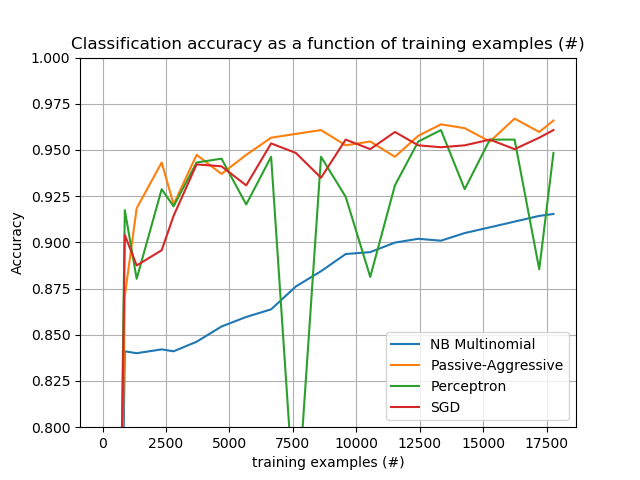 Classification accuracy as a function of training examples (#)
1.000
0.975
0.950
0.925
0.900
0.875
0.850
0.825
0.800
Accuracy
NB Multinomial
Passive-Aggressive
Perceptron
SGD
0 2500 5000 7500 10000 12500 15000 17500
training examples (#)